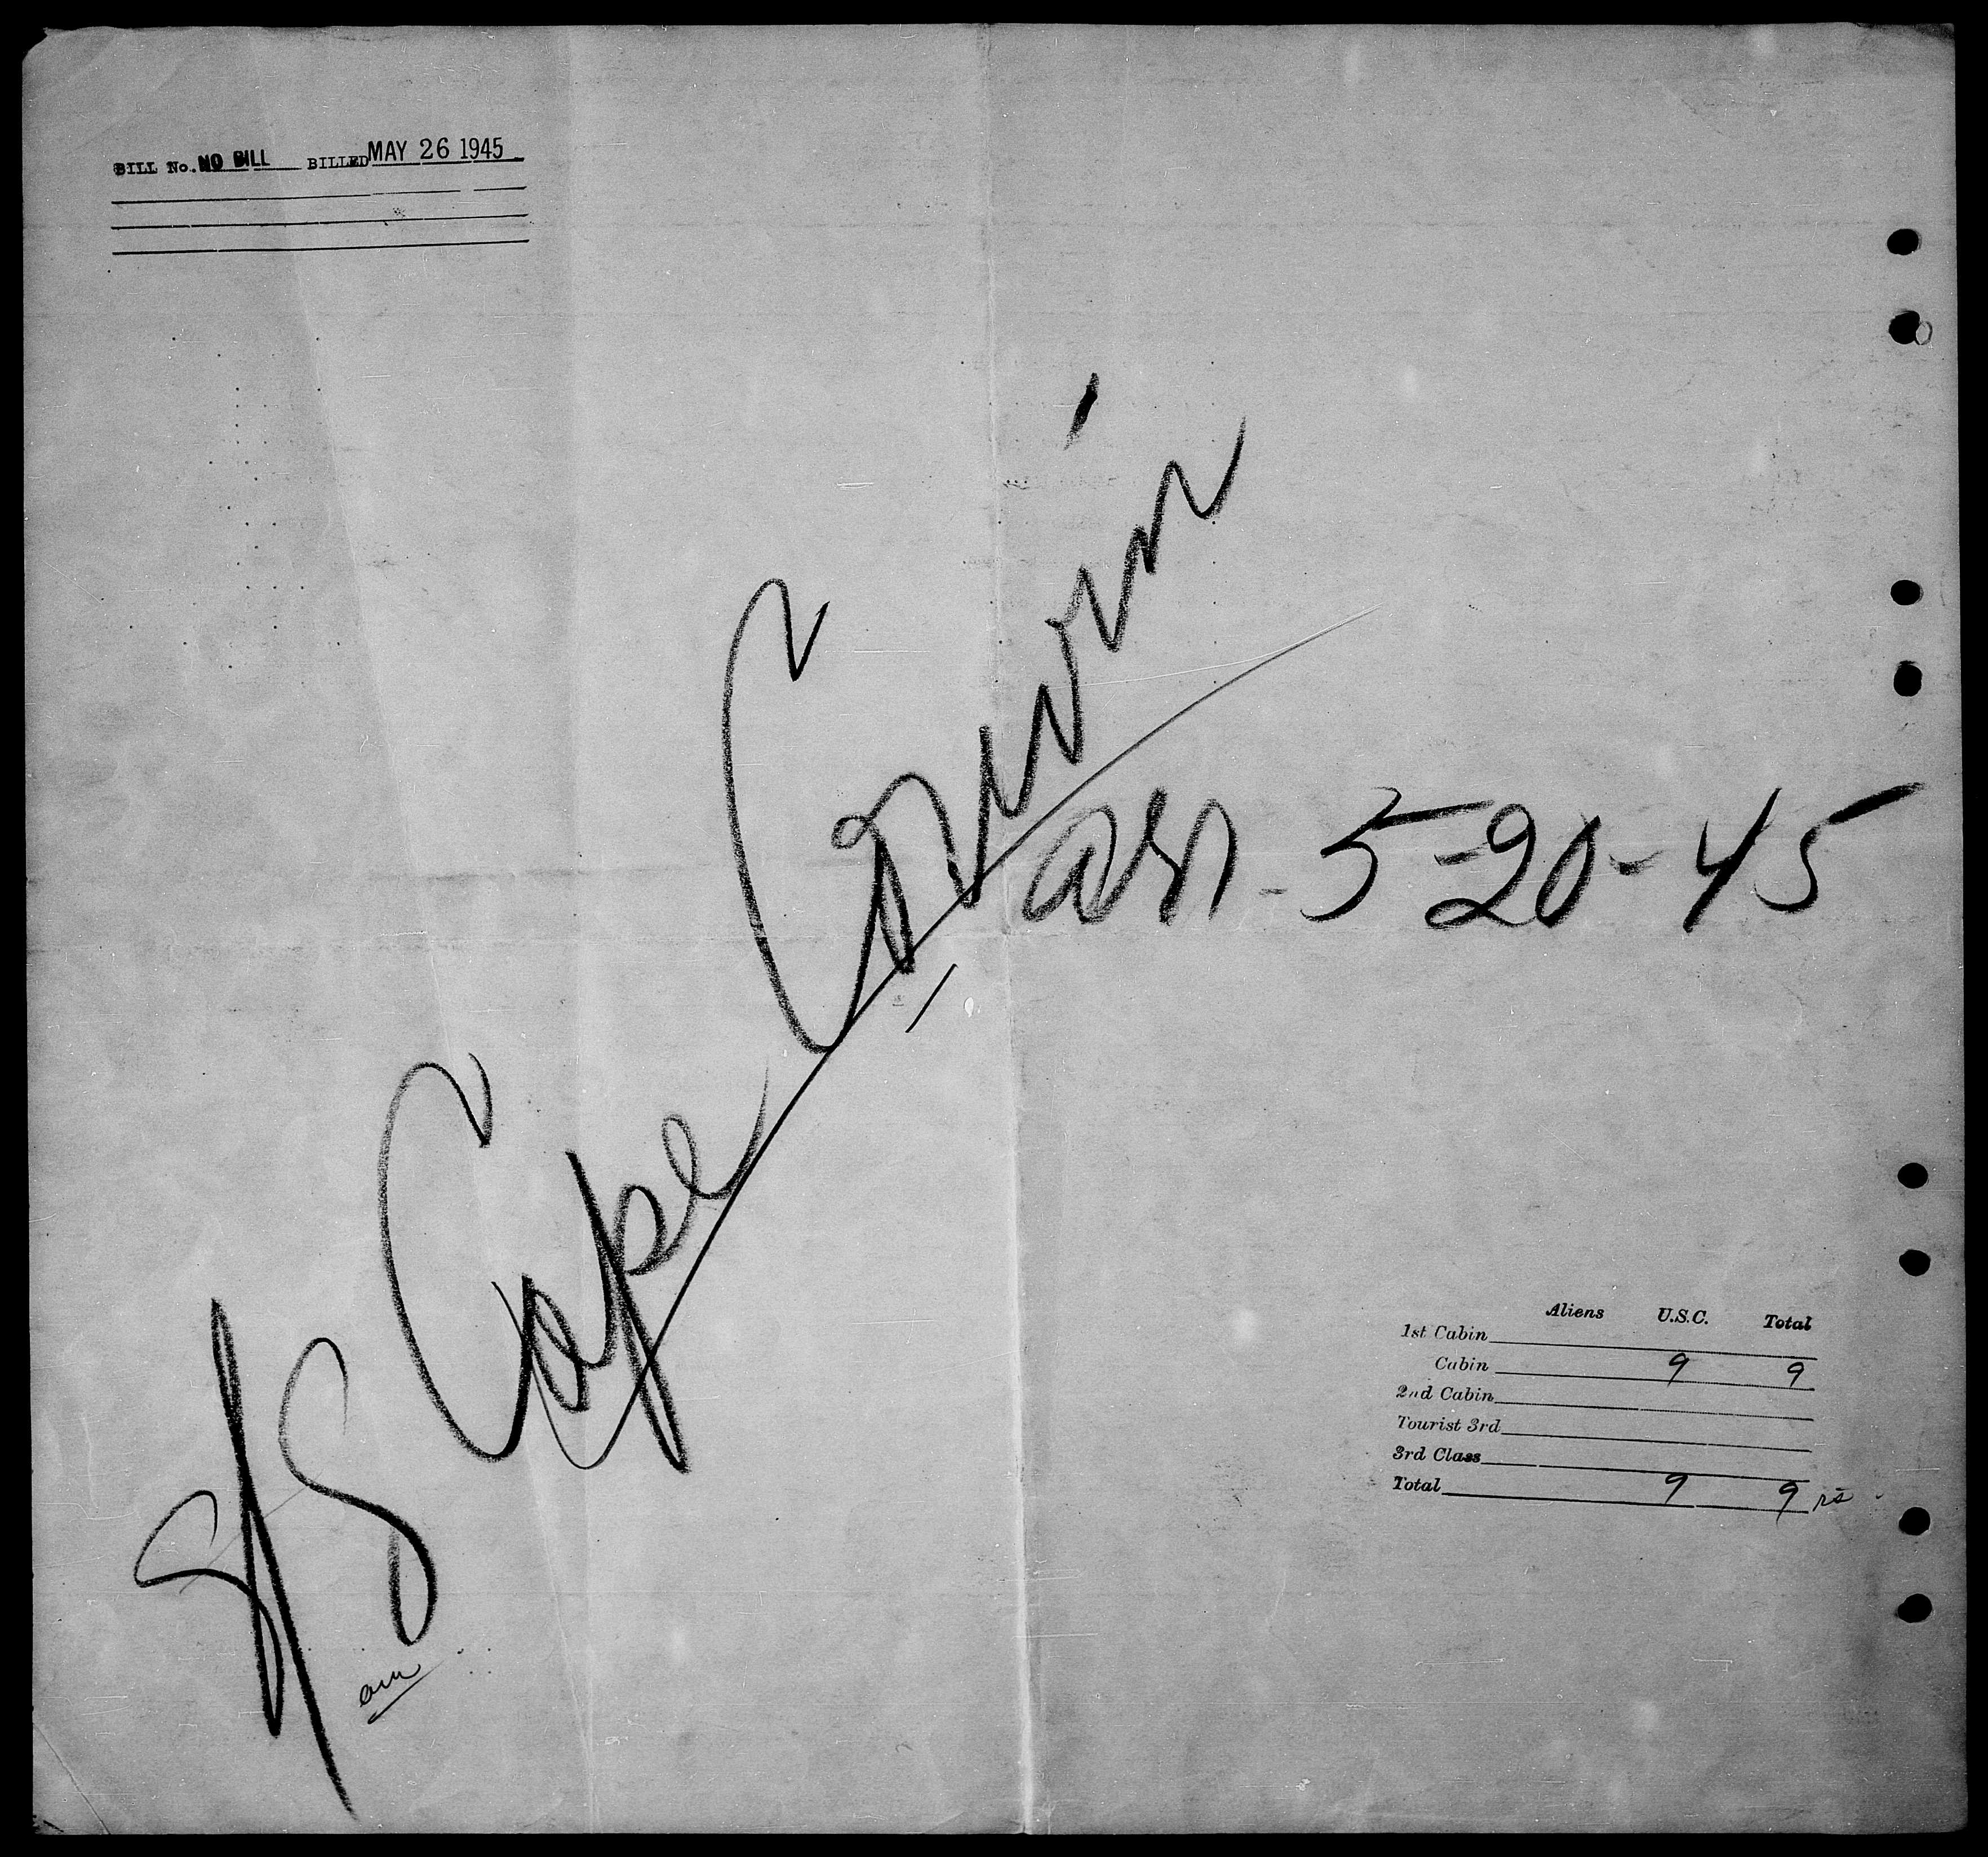 BILL No. NO BILL BILLED MAY 26 1945
S/S Cape Corwin
arr - 5-20-45
Aliens U.S.C. Total
1st Cabin
Cabin 9 9
2nd Cabin
Tourist 3rd
3rd Class
Total 9 9